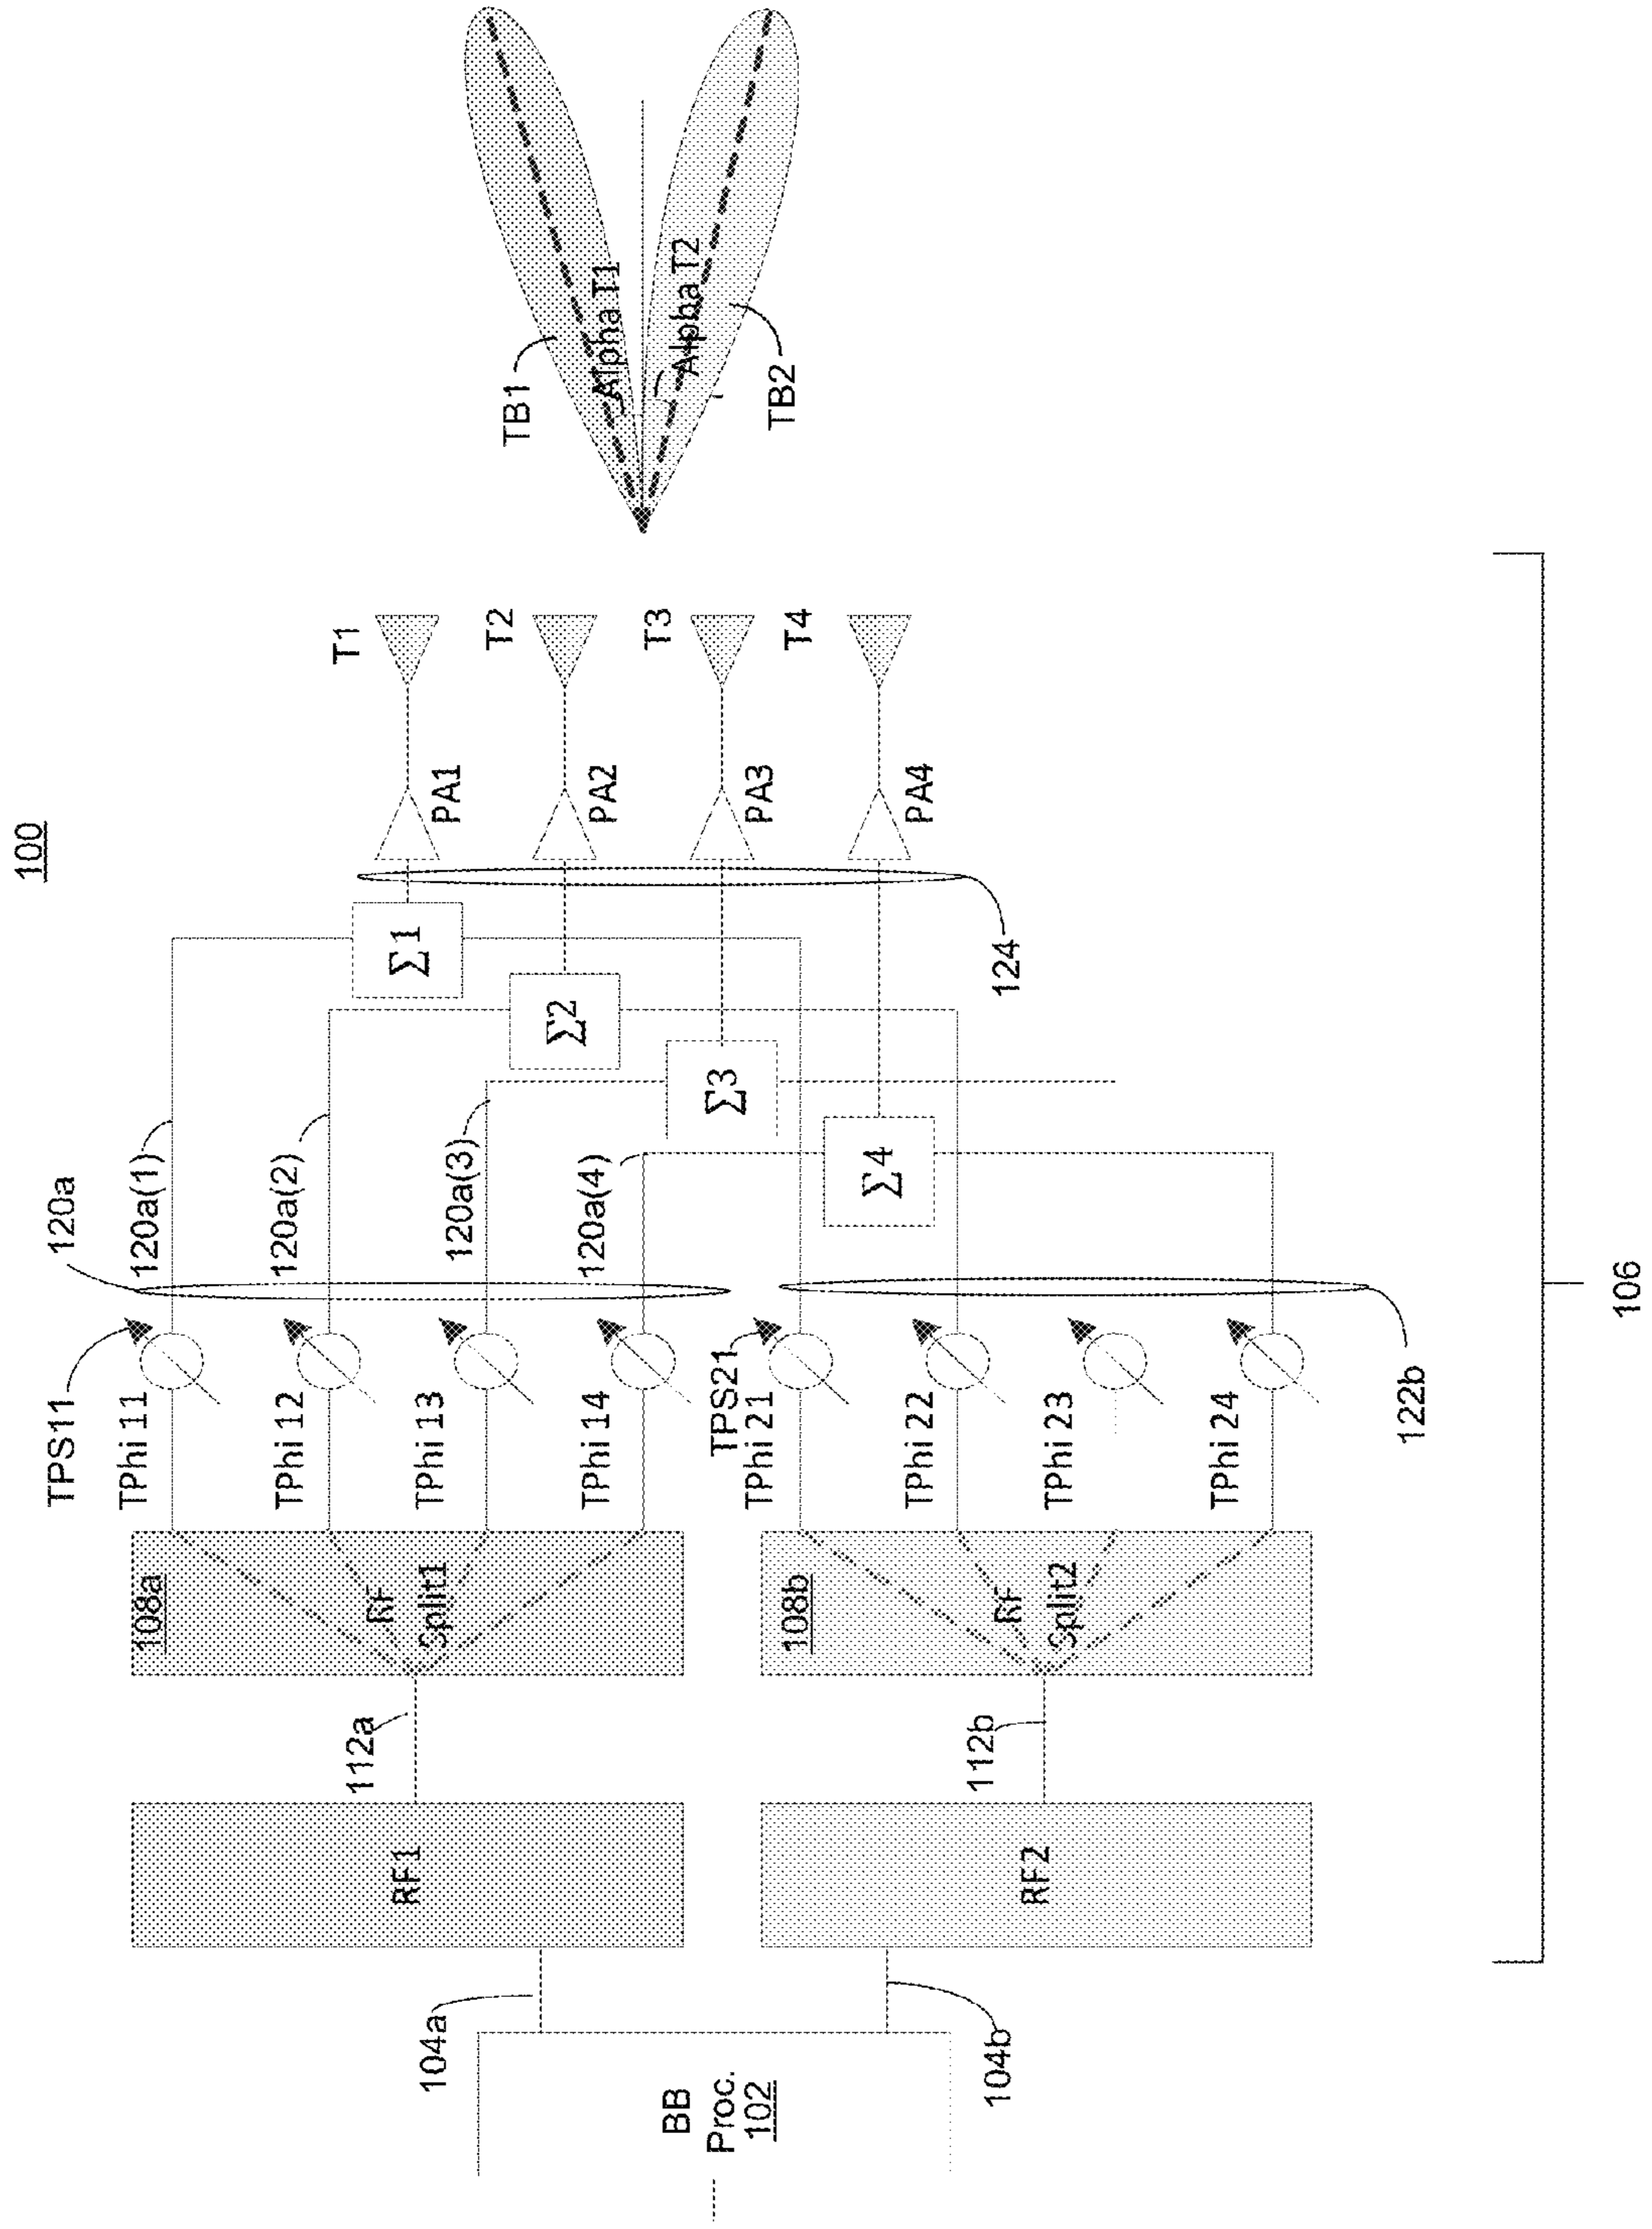 100
TB1
Alpha T1
Alpha T2
TB2
T1
T2
T3
T4
PA1
PA2
PA3
PA4
124
Σ1
Σ2
Σ3
Σ4
120a
120a(1)
120a(2)
120a(3)
120a(4)
122b
TPS11
TPhi 11
TPhi 12
TPhi 13
TPhi 14
TPS21
TPhi 21
TPhi 22
TPhi 23
TPhi 24
108a
RF
Split1
108b
RF
Split2
112a
112b
RF1
RF2
104a
104b
BB
Proc.
102
106